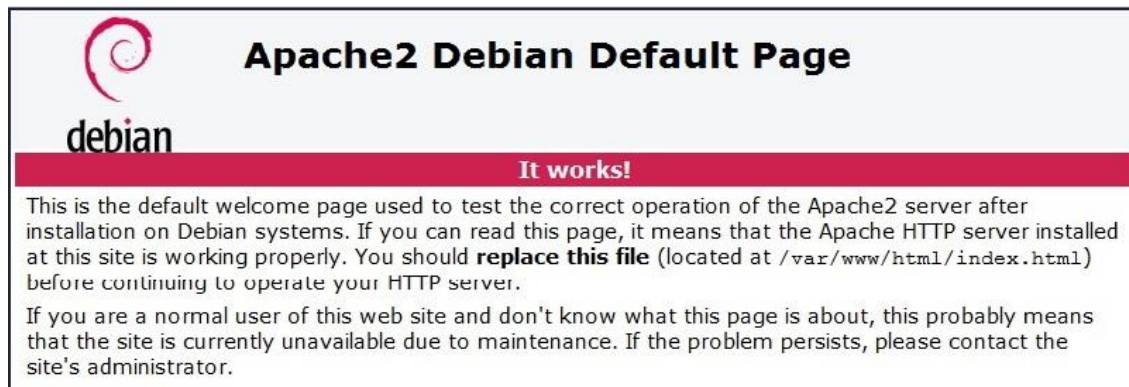 debian
Apache2 Debian Default Page
It works!
This is the default welcome page used to test the correct operation of the Apache2 server after
installation on Debian systems. If you can read this page, it means that the Apache HTTP server installed
at this site is working properly. You should replace this file (located at /var/www/html/index.html)
before continuing to operate your HTTP server.
If you are a normal user of this web site and don't know what this page is about, this probably means
that the site is currently unavailable due to maintenance. If the problem persists, please contact the
site's administrator.